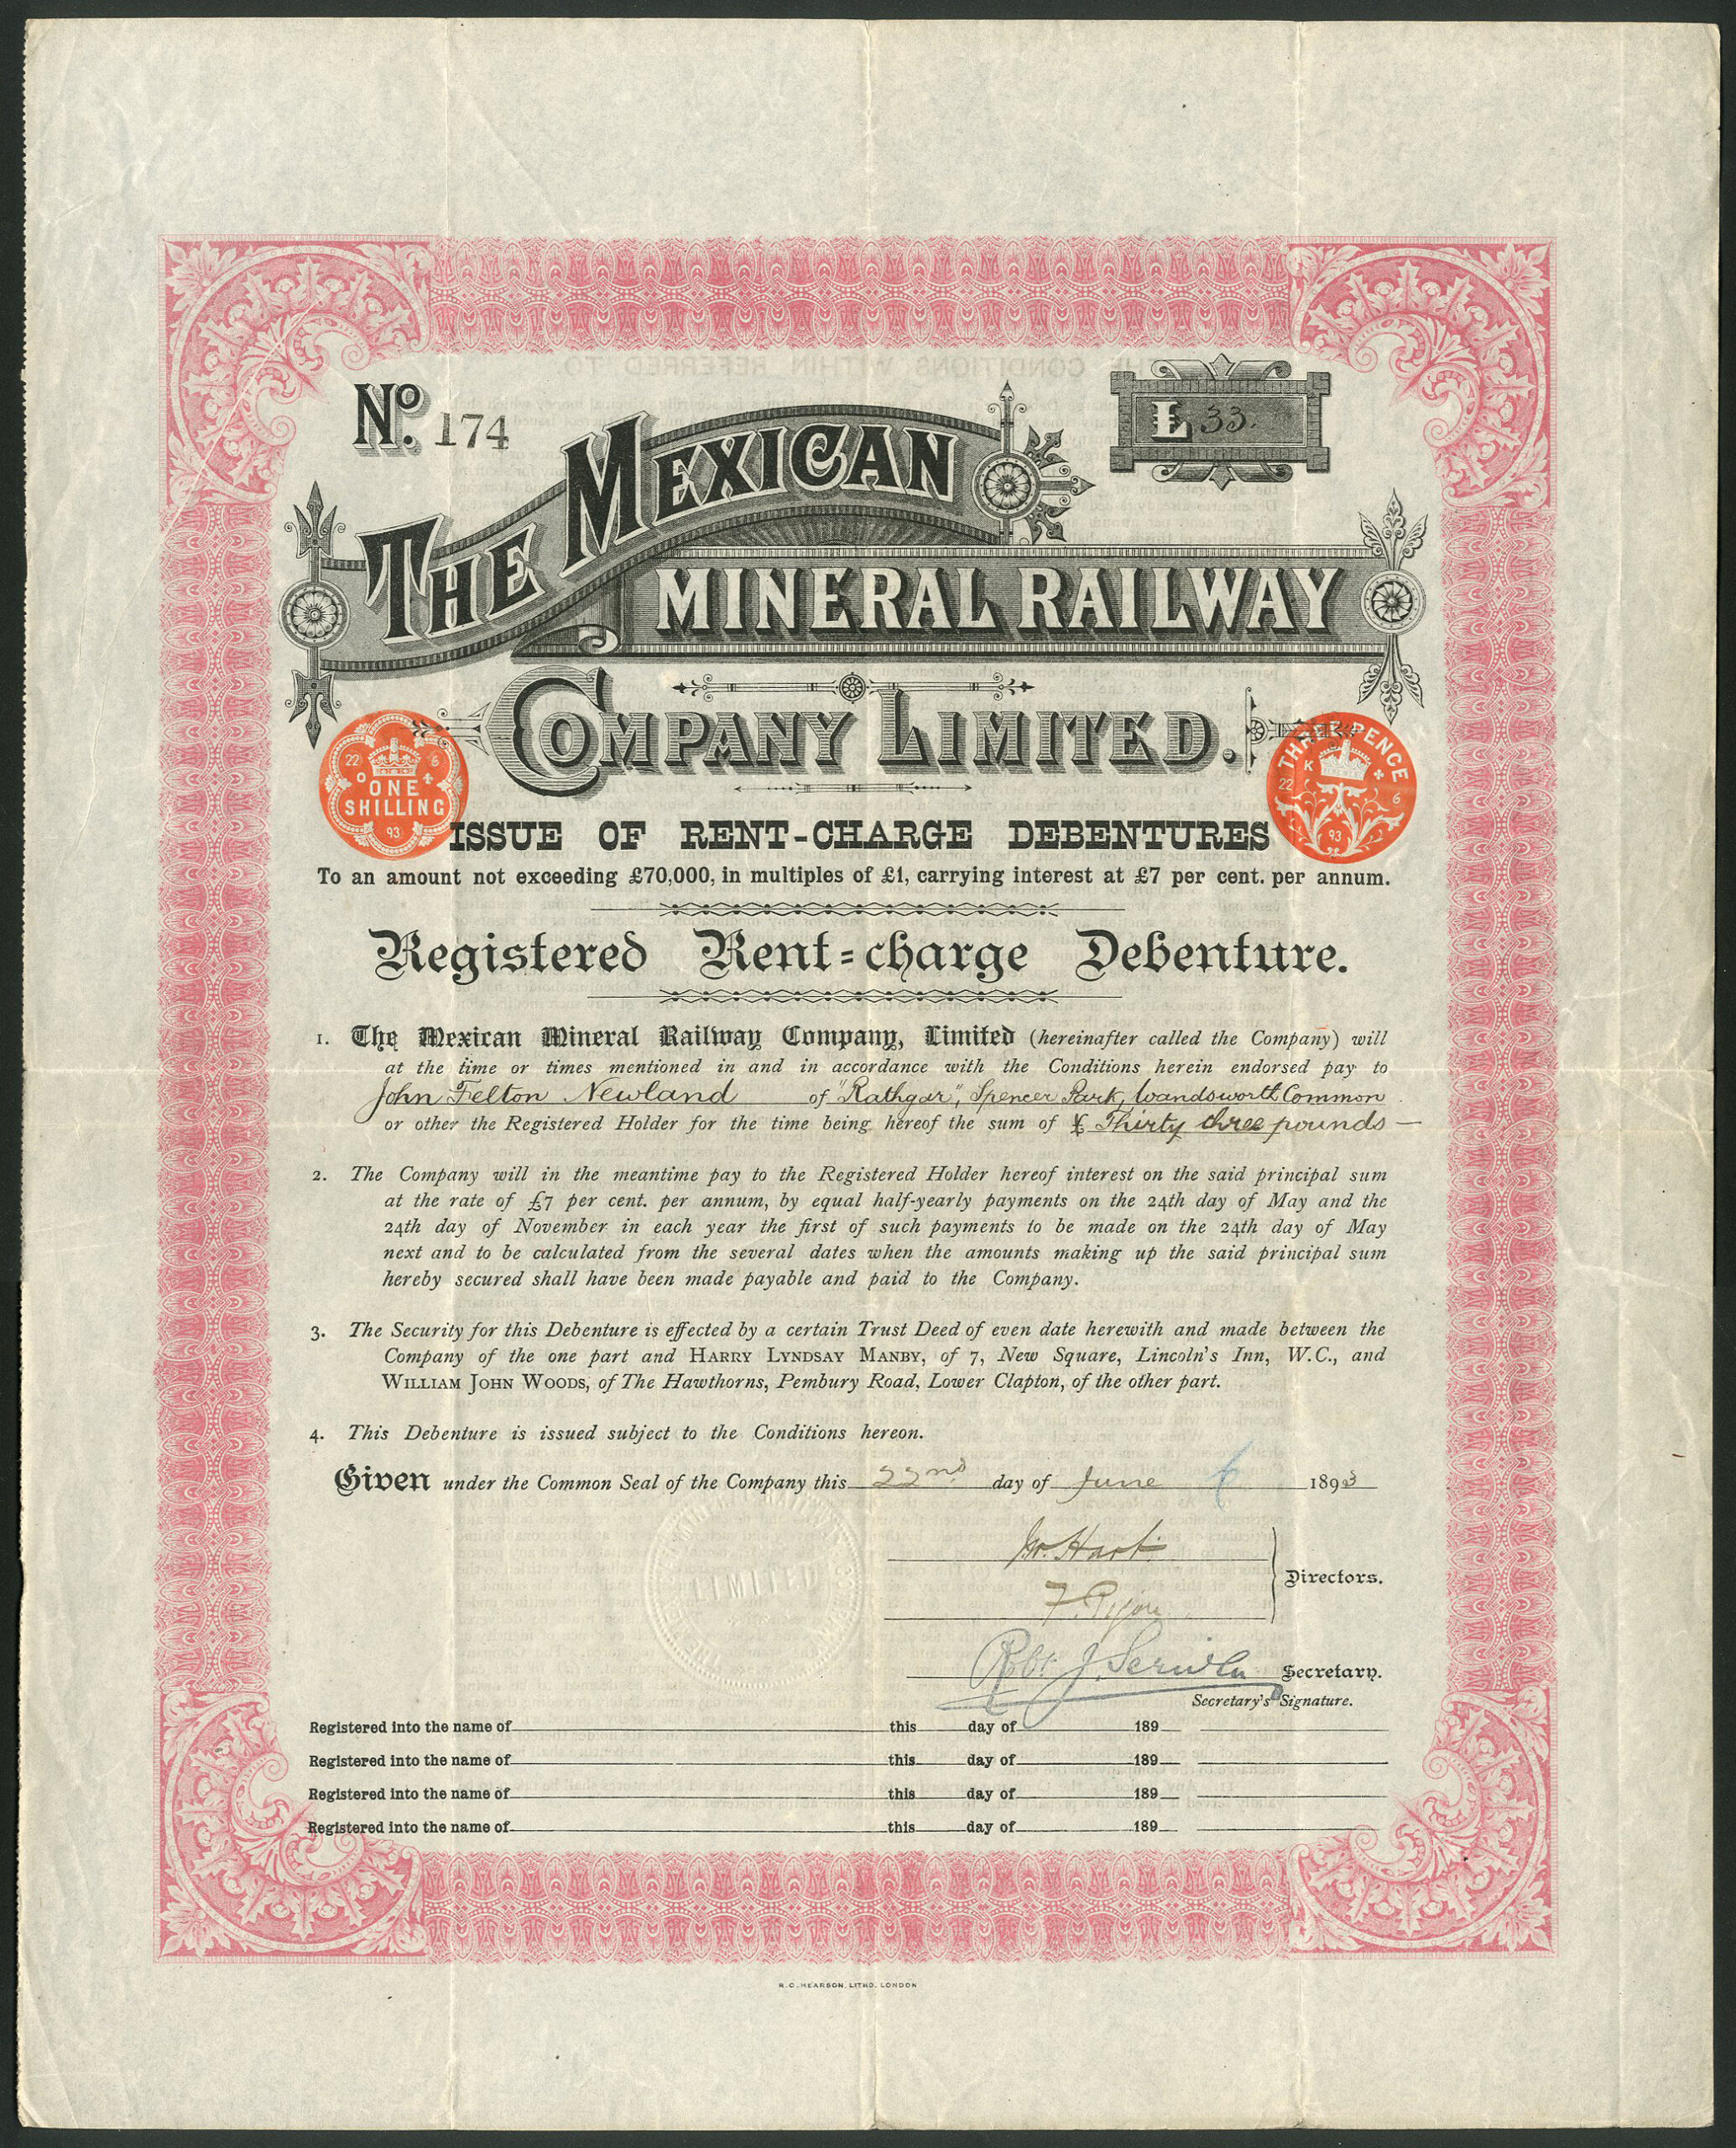 No. 174
£ 33.
THE MEXICAN
MINERAL RAILWAY
COMPANY LIMITED.
22 6
O
ONE
SHILLING
93
THREE PENCE
K
22 6
93
ISSUE OF RENT-CHARGE DEBENTURES
To an amount not exceeding £70,000, in multiples of £1, carrying interest at £7 per cent. per annum.
Registered Rent-charge Debenture.
1. The Mexican Mineral Railway Company, Limited (hereinafter called the Company) will
at the time or times mentioned in and in accordance with the Conditions herein endorsed pay to
John Felton Newland of "Rathgar", Spencer Park, Wandsworth Common
or other the Registered Holder for the time being hereof the sum of £ Thirty three pounds —
2. The Company will in the meantime pay to the Registered Holder hereof interest on the said principal sum
at the rate of £7 per cent. per annum, by equal half-yearly payments on the 24th day of May and the
24th day of November in each year the first of such payments to be made on the 24th day of May
next and to be calculated from the several dates when the amounts making up the said principal sum
hereby secured shall have been made payable and paid to the Company.
3. The Security for this Debenture is effected by a certain Trust Deed of even date herewith and made between the
Company of the one part and HARRY LYNDSAY MANBY, of 7, New Square, Lincoln's Inn, W.C., and
WILLIAM JOHN WOODS, of The Hawthorns, Pembury Road, Lower Clapton, of the other part.
4. This Debenture is issued subject to the Conditions hereon.
Given under the Common Seal of the Company this 22nd day of June 1893
Hart
F.
Directors.
Robt. J. Secretary.
Secretary's Signature.
Registered into the name of this day of 189
Registered into the name of this day of 189
Registered into the name of this day of 189
Registered into the name of this day of 189
LIMITED
R. C. HEARSON, LITHO. LONDON